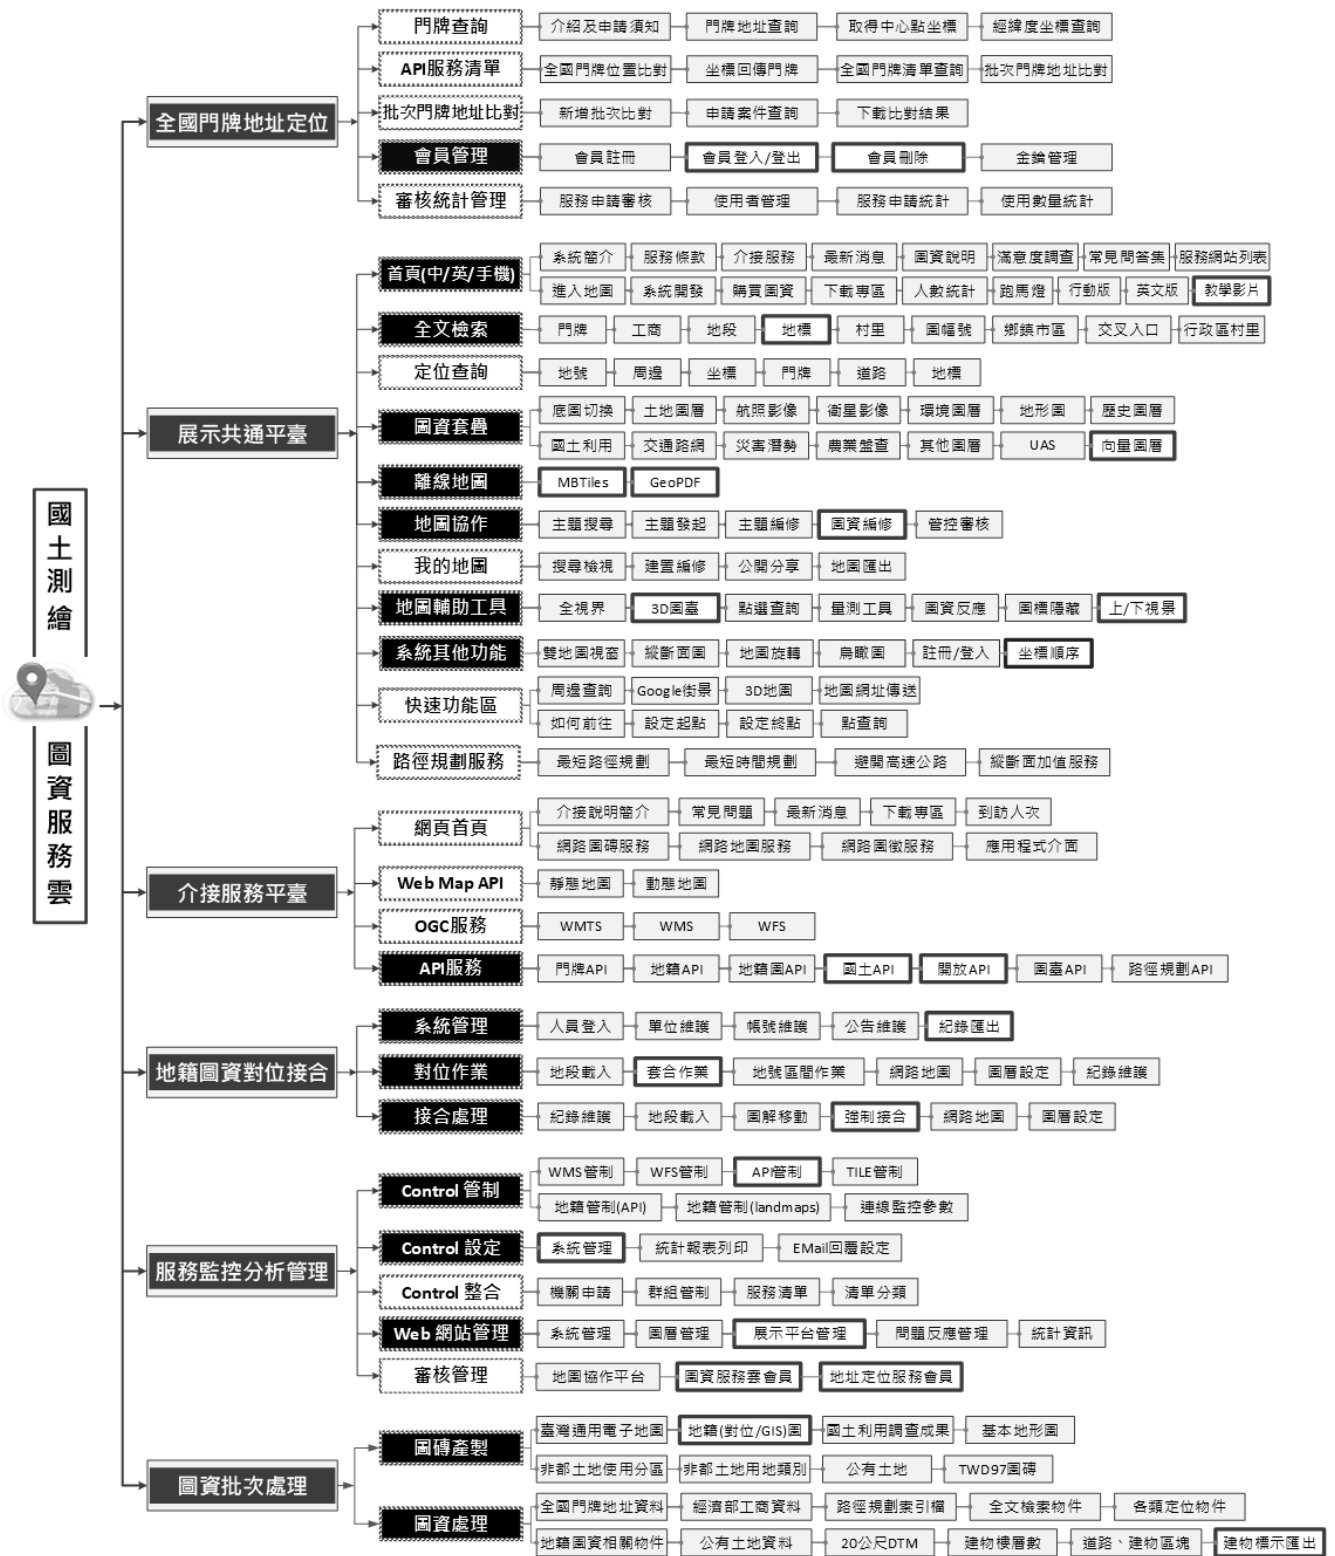 國土測繪
圖資服務雲
全國門牌地址定位
門牌查詢 介紹及申請須知 門牌地址查詢 取得中心點坐標 經緯度坐標查詢
API服務清單 全國門牌位置比對 坐標回傳門牌 全國門牌清單查詢 批次門牌地址比對
批次門牌地址比對 新增批次比對 申請案件查詢 下載比對結果
會員管理 會員註冊 會員登入/登出 會員刪除 金鑰管理
審核統計管理 服務申請審核 使用者管理 服務申請統計 使用數量統計
展示共通平臺
首頁(中/英/手機) 系統簡介 服務條款 介接服務 最新消息 圖資說明 滿意度調查 常見問答集 服務網站列表
進入地圖 系統開發 購買圖資 下載專區 人數統計 跑馬燈 行動版 英文版 教學影片
全文檢索 門牌 工商 地段 地標 村里 圖幅號 鄉鎮市區 交叉入口 行政區村里
定位查詢 地號 周邊 坐標 門牌 道路 地標
圖資套疊 底圖切換 土地圖層 航照影像 衛星影像 環境圖層 地形圖 歷史圖層
國土利用 交通路網 災害潛勢 農業盤查 其他圖層 UAS 向量圖層
離線地圖 MBTiles GeoPDF
地圖協作 主題搜尋 主題發起 主題編修 圖資編修 管控審核
我的地圖 搜尋檢視 建置編修 公開分享 地圖匯出
地圖輔助工具 全視界 3D圖臺 點選查詢 量測工具 圖資反應 圖標隱藏 上/下視景
系統其他功能 雙地圖視窗 縱斷面圖 地圖旋轉 鳥瞰圖 註冊/登入 坐標順序
快速功能區 周邊查詢 Google街景 3D地圖 地圖網址傳送
如何前往 設定起點 設定終點 點查詢
路徑規劃服務 最短路徑規劃 最短時間規劃 避開高速公路 縱斷面加值服務
介接服務平臺
網頁首頁 介接說明簡介 常見問題 最新消息 下載專區 到訪人次
網路圖磚服務 網路地圖服務 網路圖徵服務 應用程式介面
Web Map API 靜態地圖 動態地圖
OGC服務 WMTS WMS WFS
API服務 門牌API 地籍API 地籍圖API 國土API 開放API 圖臺API 路徑規劃API
地籍圖資對位接合
系統管理 人員登入 單位維護 帳號維護 公告維護 紀錄匯出
對位作業 地段載入 套合作業 地號區間作業 網路地圖 圖層設定 紀錄維護
接合處理 紀錄維護 地段載入 圖解移動 強制接合 網路地圖 圖層設定
服務監控分析管理
Control 管制 WMS管制 WFS管制 API管制 TILE管制
地籍管制(API) 地籍管制(landmaps) 連線監控參數
Control 設定 系統管理 統計報表列印 EMail回覆設定
Control 整合 機關申請 群組管制 服務清單 清單分類
Web 網站管理 系統管理 圖層管理 展示平台管理 問題反應管理 統計資訊
審核管理 地圖協作平台 圖資服務雲會員 地址定位服務會員
圖資批次處理
圖磚產製 臺灣通用電子地圖 地籍(對位/GIS)圖 國土利用調查成果 基本地形圖
非都土地使用分區 非都土地用地類別 公有土地 TWD97圖磚
圖資處理 全國門牌地址資料 經濟部工商資料 路徑規劃索引檔 全文檢索物件 各類定位物件
地籍圖資相關物件 公有土地資料 20公尺DTM 建物樓層數 道路、建物區塊 建物標示匯出